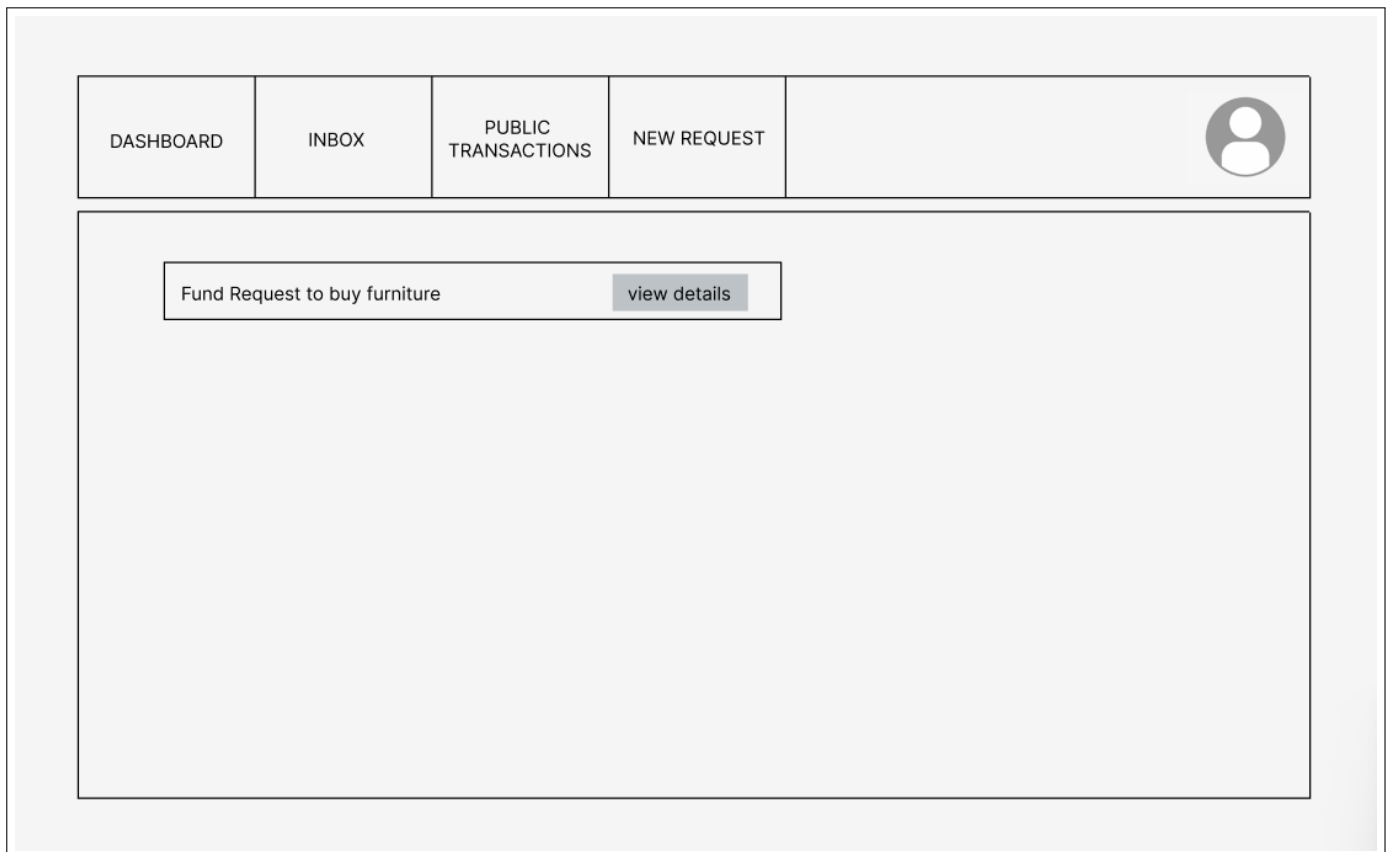 DASHBOARD
INBOX
PUBLIC
TRANSACTIONS
NEW REQUEST
Fund Request to buy furniture
view details